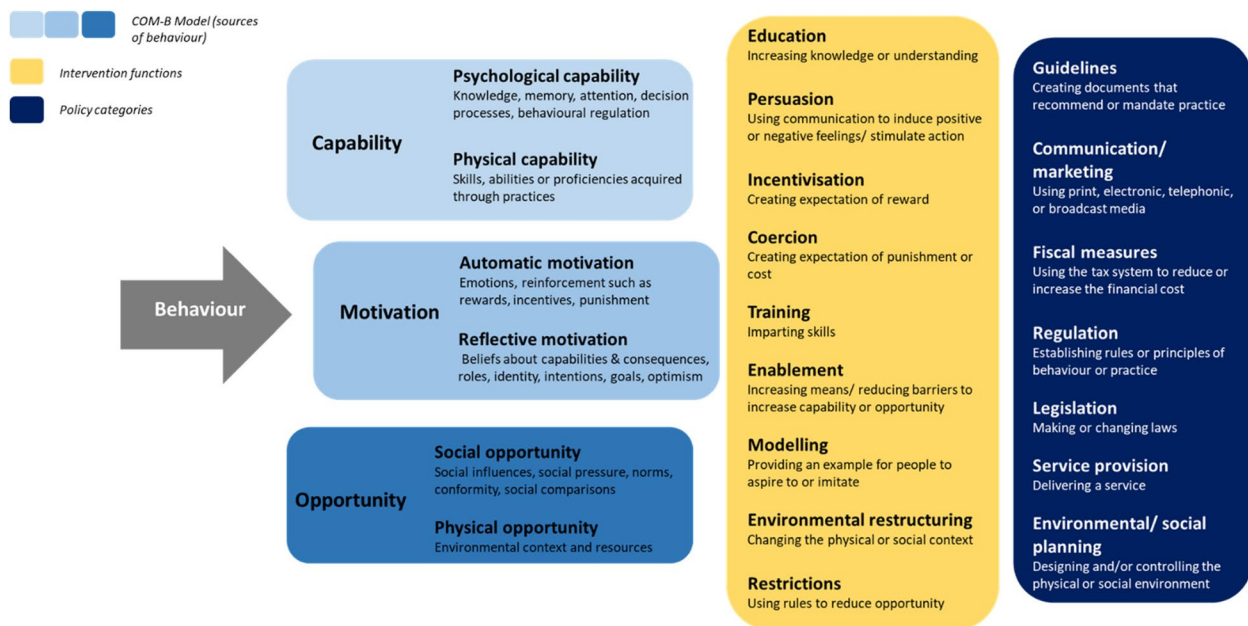 COM-B Model (sources
of behaviour)
Intervention functions
Policy categories
Behaviour
Capability
Psychological capability
Knowledge, memory, attention, decision
processes, behavioural regulation
Physical capability
Skills, abilities or proficiencies acquired
through practices
Motivation
Automatic motivation
Emotions, reinforcement such as
rewards, incentives, punishment
Reflective motivation
Beliefs about capabilities & consequences,
roles, identity, intentions, goals, optimism
Opportunity
Social opportunity
Social influences, social pressure, norms,
conformity, social comparisons
Physical opportunity
Environmental context and resources
Education
Increasing knowledge or understanding
Persuasion
Using communication to induce positive
or negative feelings/ stimulate action
Incentivisation
Creating expectation of reward
Coercion
Creating expectation of punishment or
cost
Training
Imparting skills
Enablement
Increasing means/ reducing barriers to
increase capability or opportunity
Modelling
Providing an example for people to
aspire to or imitate
Environmental restructuring
Changing the physical or social context
Restrictions
Using rules to reduce opportunity
Guidelines
Creating documents that
recommend or mandate practice
Communication/
marketing
Using print, electronic, telephonic,
or broadcast media
Fiscal measures
Using the tax system to reduce or
increase the financial cost
Regulation
Establishing rules or principles of
behaviour or practice
Legislation
Making or changing laws
Service provision
Delivering a service
Environmental/ social
planning
Designing and/or controlling the
physical or social environment